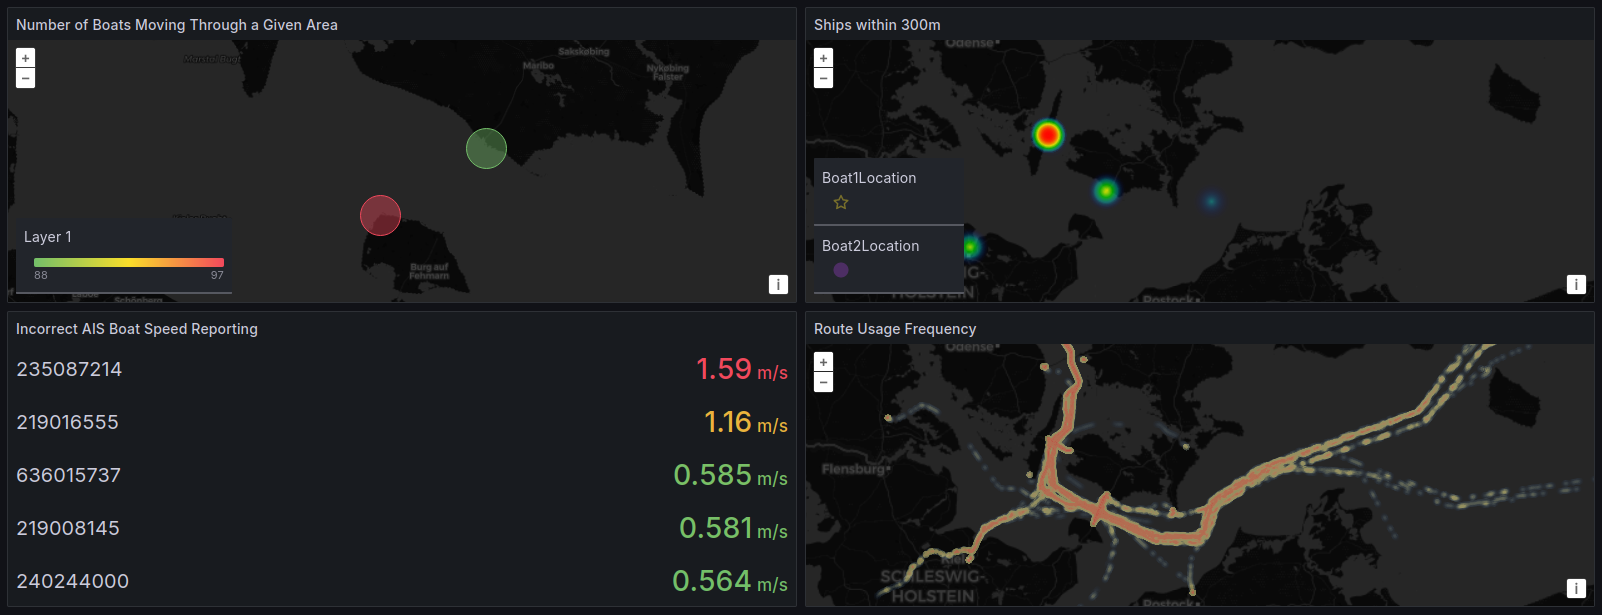 Number of Boats Moving Through a Given Area
+
−
Sakskøbing
Maribo
Nykøbing
Falster
Burg auf
Fehmarn
Layer 1
88 97
Schönberg
i
Ships within 300m
+
−
Odense
Boat1Location
Boat2Location
HOLSTEIN
Rostock
i
Incorrect AIS Boat Speed Reporting
235087214 1.59 m/s
219016555 1.16 m/s
636015737 0.585 m/s
219008145 0.581 m/s
240244000 0.564 m/s
Route Usage Frequency
+
−
Odense
Flensburg
Kiel
SCHLESWIG-
HOLSTEIN
Rostock
i